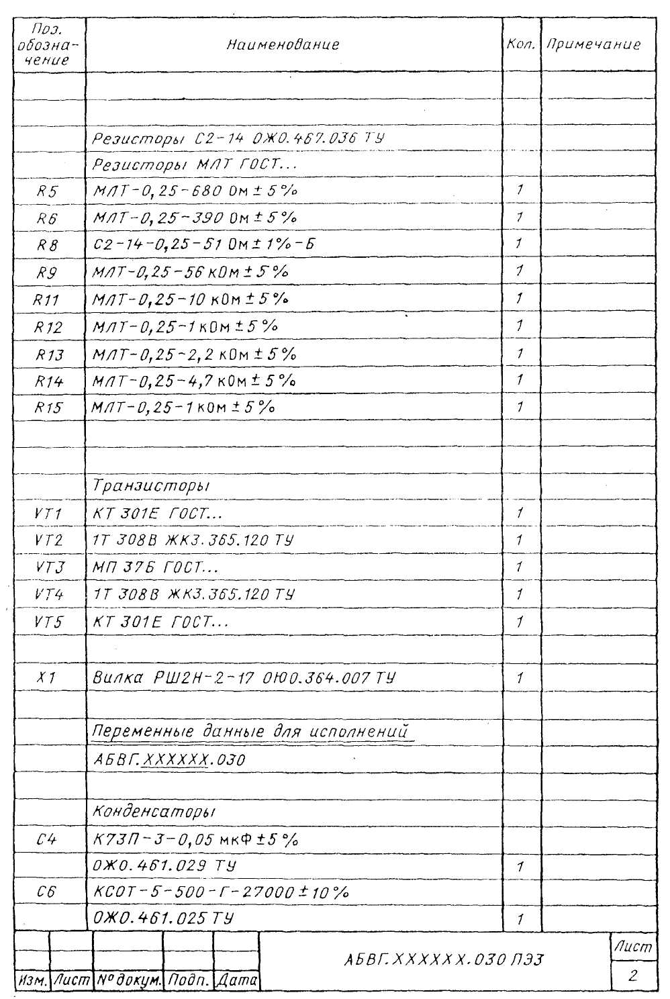 Поз. обозна- чение Наименование Кол. Примечание
Резисторы С2-14 ОЖ0.467.036 ТУ
Резисторы МЛТ ГОСТ...
R5 МЛТ-0,25-680 Ом ± 5% 1
R6 МЛТ-0,25-390 Ом ± 5% 1
R8 С2-14-0,25-51 Ом ± 1%-Б 1
R9 МЛТ-0,25-56 кОм ± 5% 1
R11 МЛТ-0,25-10 кОм ± 5% 1
R12 МЛТ-0,25-1 кОм ± 5% 1
R13 МЛТ-0,25-2,2 кОм ± 5% 1
R14 МЛТ-0,25-4,7 кОм ± 5% 1
R15 МЛТ-0,25-1 кОм ± 5% 1
Транзисторы
VT1 КТ 301Е ГОСТ... 1
VT2 1Т 308В ЖК3.365.120 ТУ 1
VT3 МП 37Б ГОСТ... 1
VT4 1Т 308В ЖК3.365.120 ТУ 1
VT5 КТ 301Е ГОСТ... 1
X1 Вилка РШ2Н-2-17 ОЮ0.364.007 ТУ 1
Переменные данные для исполнений
АБВГ.XXXXXX.030
Конденсаторы
С4 К73П-3-0,05 мкФ ±5%
ОЖ0.461.029 ТУ 1
С6 КСОТ-5-500-Г-27000 ± 10%
ОЖ0.461.025 ТУ 1
АБВГ.XXXXXX.030 ПЭ3 Лист
2
Изм. Лист № докум. Подп. Дата